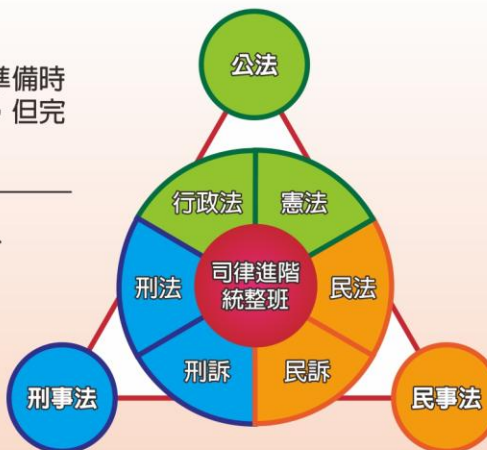 準備時
，但完
公法
行政法
憲法
刑法
司律進階
統整班
民法
刑訴
民訴
刑事法
民事法